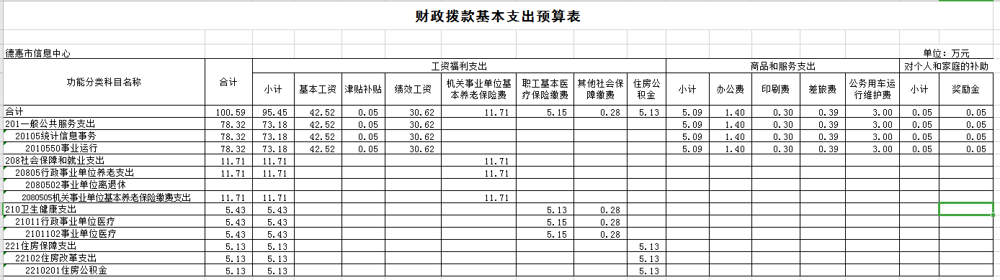 财政拨款基本支出预算表
德惠市信息中心 单位：万元
功能分类科目名称 合计 工资福利支出 商品和服务支出 对个人和家庭的补助
小计 基本工资 津贴补贴 绩效工资 机关事业单位基本养老保险费 职工基本医疗保险缴费 其他社会保障缴费 住房公积金 小计 办公费 印刷费 差旅费 公务用车运行维护费 小计 奖励金
合计 100.59 95.45 42.52 0.05 30.62 11.71 5.15 0.28 5.13 5.09 1.40 0.30 0.39 3.00 0.05 0.05
201一般公共服务支出 78.32 73.18 42.52 0.05 30.62 5.09 1.40 0.30 0.39 3.00 0.05 0.05
20105统计信息事务 78.32 73.18 42.52 0.05 30.62 5.09 1.40 0.30 0.39 3.00 0.05 0.05
2010550事业运行 78.32 73.18 42.52 0.05 30.62 5.09 1.40 0.30 0.39 3.00 0.05 0.05
208社会保障和就业支出 11.71 11.71 11.71
20805行政事业单位养老支出 11.71 11.71 11.71
2080502事业单位离退休
2080505机关事业单位基本养老保险缴费支出 11.71 11.71 11.71
210卫生健康支出 5.43 5.43 5.13 0.28
21011行政事业单位医疗 5.43 5.43 5.15 0.28
2101102事业单位医疗 5.43 5.43 5.15 0.28
221住房保障支出 5.13 5.13 5.13
22102住房改革支出 5.13 5.13 5.13
2210201住房公积金 5.13 5.13 5.13